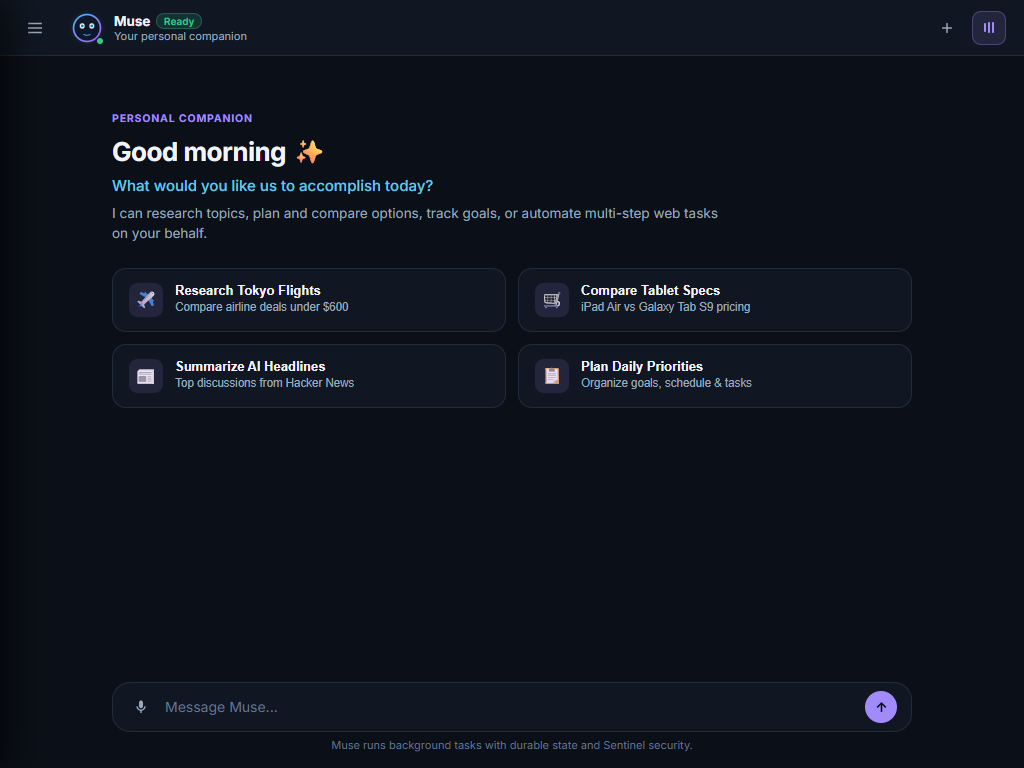 Muse Ready
Your personal companion
PERSONAL COMPANION
Good morning ✨
What would you like us to accomplish today?
I can research topics, plan and compare options, track goals, or automate multi-step web tasks
on your behalf.
Research Tokyo Flights
Compare airline deals under $600
Compare Tablet Specs
iPad Air vs Galaxy Tab S9 pricing
Summarize AI Headlines
Top discussions from Hacker News
Plan Daily Priorities
Organize goals, schedule & tasks
Message Muse...
Muse runs background tasks with durable state and Sentinel security.